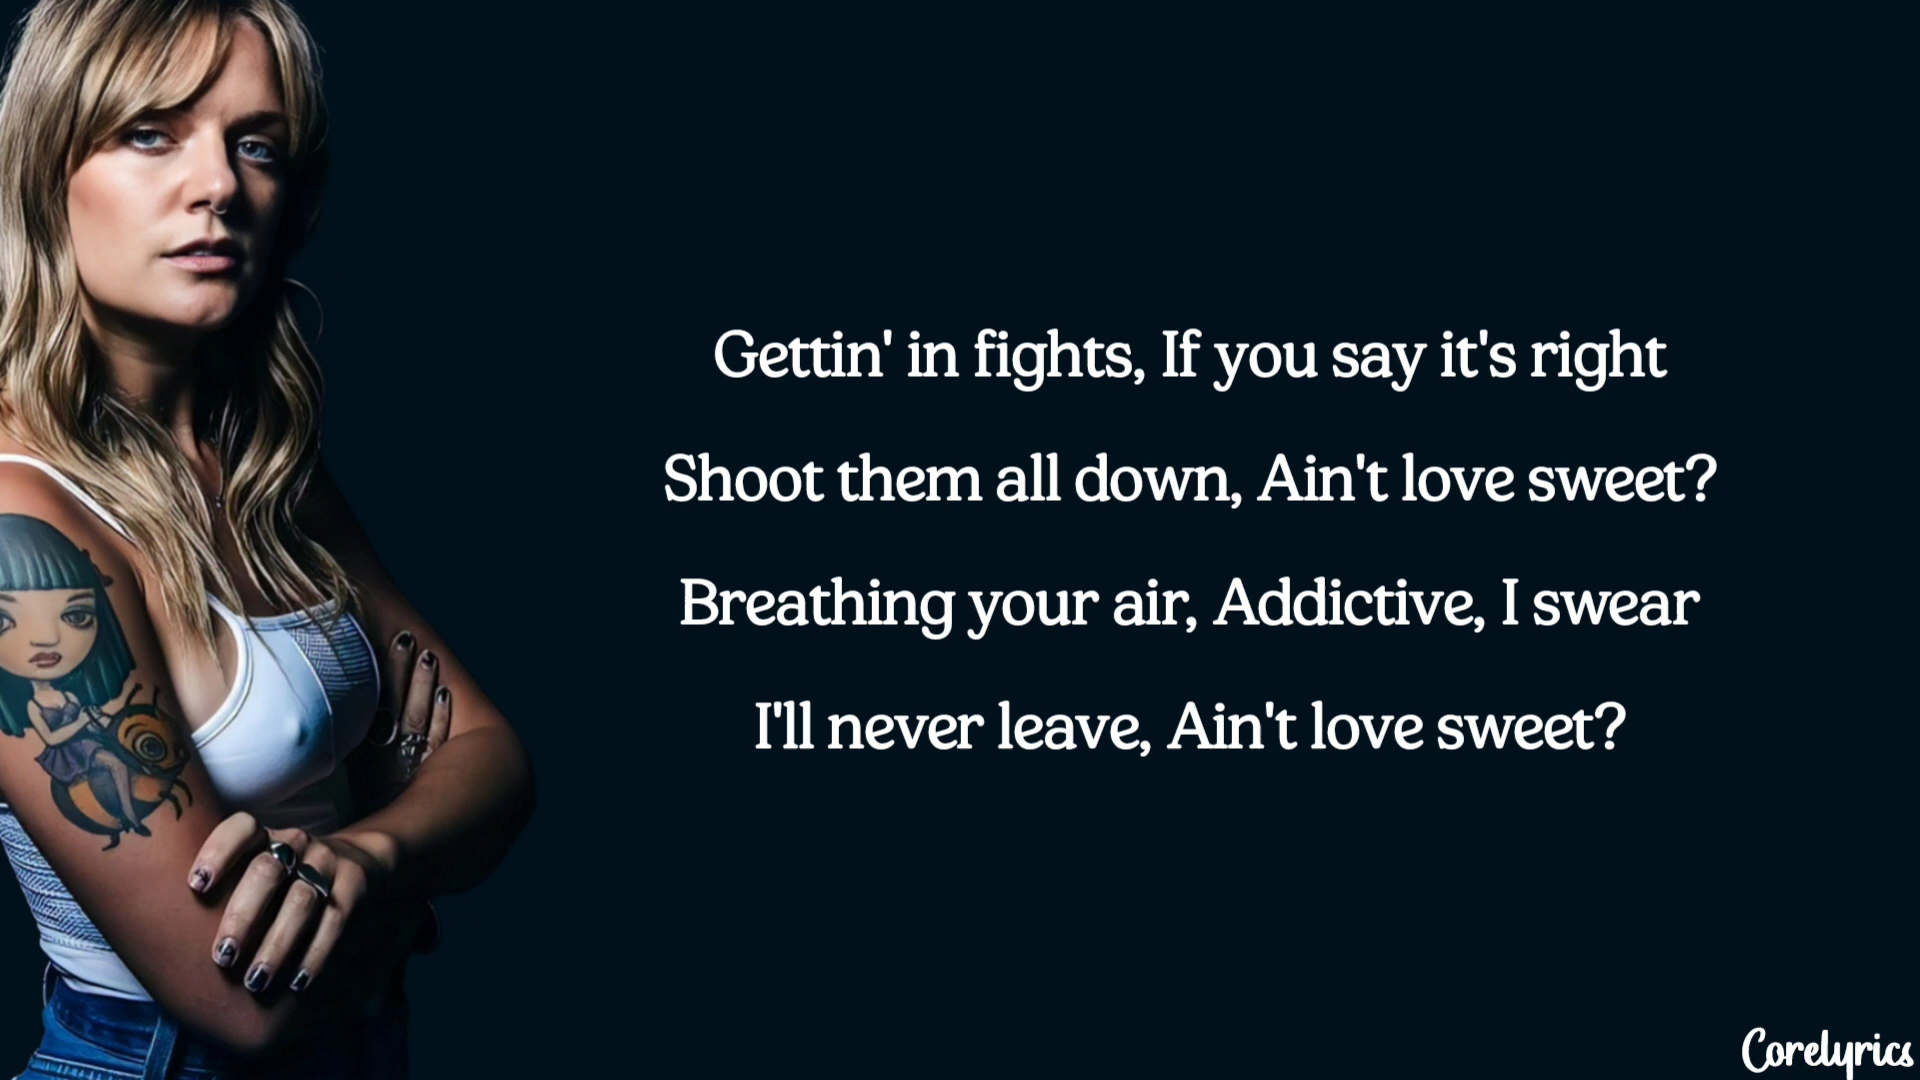 Gettin' in fights, If you say it's right
Shoot them all down, Ain't love sweet?
Breathing your air, Addictive, I swear
I'll never leave, Ain't love sweet?
Corelyrics